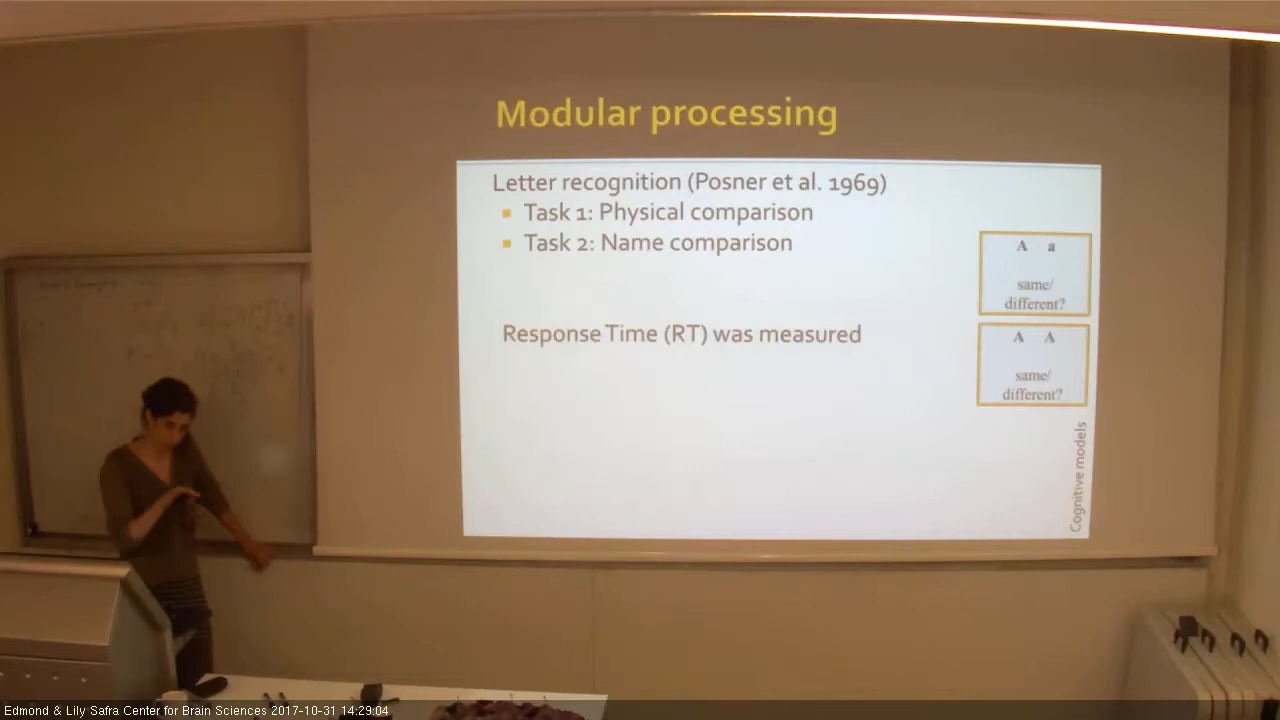 Modular processing
Letter recognition (Posner et al. 1969)
Task 1: Physical comparison
Task 2: Name comparison
A a
same/
different?
Response Time (RT) was measured
A A
same/
different?
Cognitive models
Edmond & Lily Safra Center for Brain Sciences 2017-10-31 14:29:04